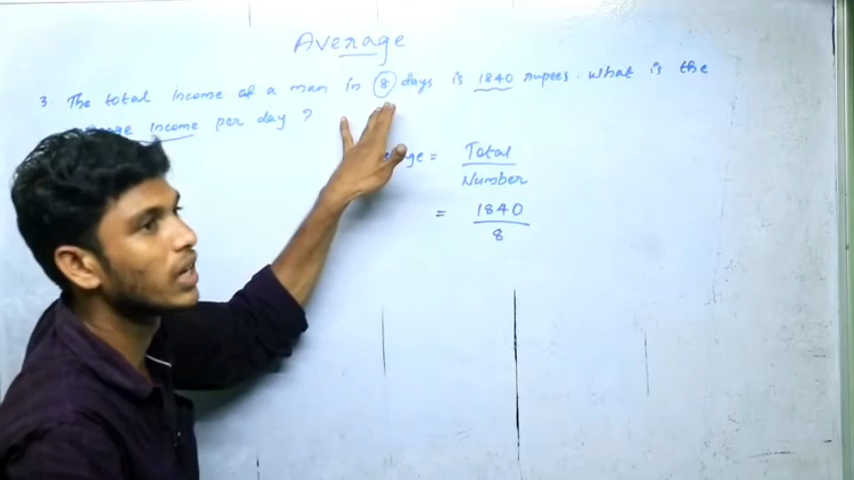 Average
3. The total income of a man in 8 days is 1840 rupees. what is the
income per day ?
= Total
Number
= 1840
8